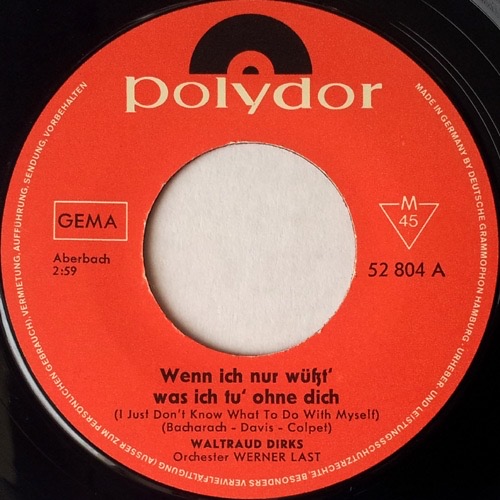 polydor
MADE IN GERMANY BY DEUTSCHE GRAMMOPHON HAMBURG · URHEBER- UND LEISTUNGSSCHUTZRECHTE, BESONDERS VERVIELFÄLTIGUNG (AUSSER ZUM PERSÖNLICHEN GEBRAUCH), VERMIETUNG, AUFFÜHRUNG, SENDUNG, VORBEHALTEN
GEMA
Aberbach
2:59
M
45
52 804 A
Wenn ich nur wüßt'
was ich tu' ohne dich
(I Just Don't Know What To Do With Myself)
(Bacharach - Davis - Colpet)
WALTRAUD DIRKS
Orchester WERNER LAST